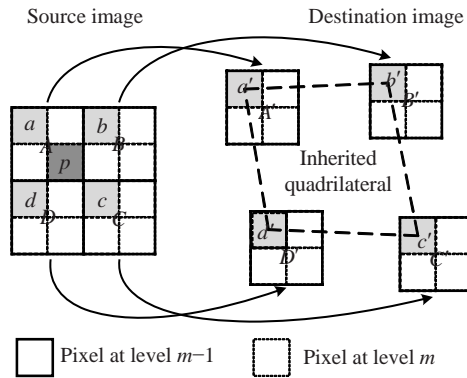 Source image
Destination image
a b
A B
p
d c
D C
a′ b′
A′ B′
Inherited
quadrilateral
d′ c′
D′ C′
Pixel at level m−1
Pixel at level m